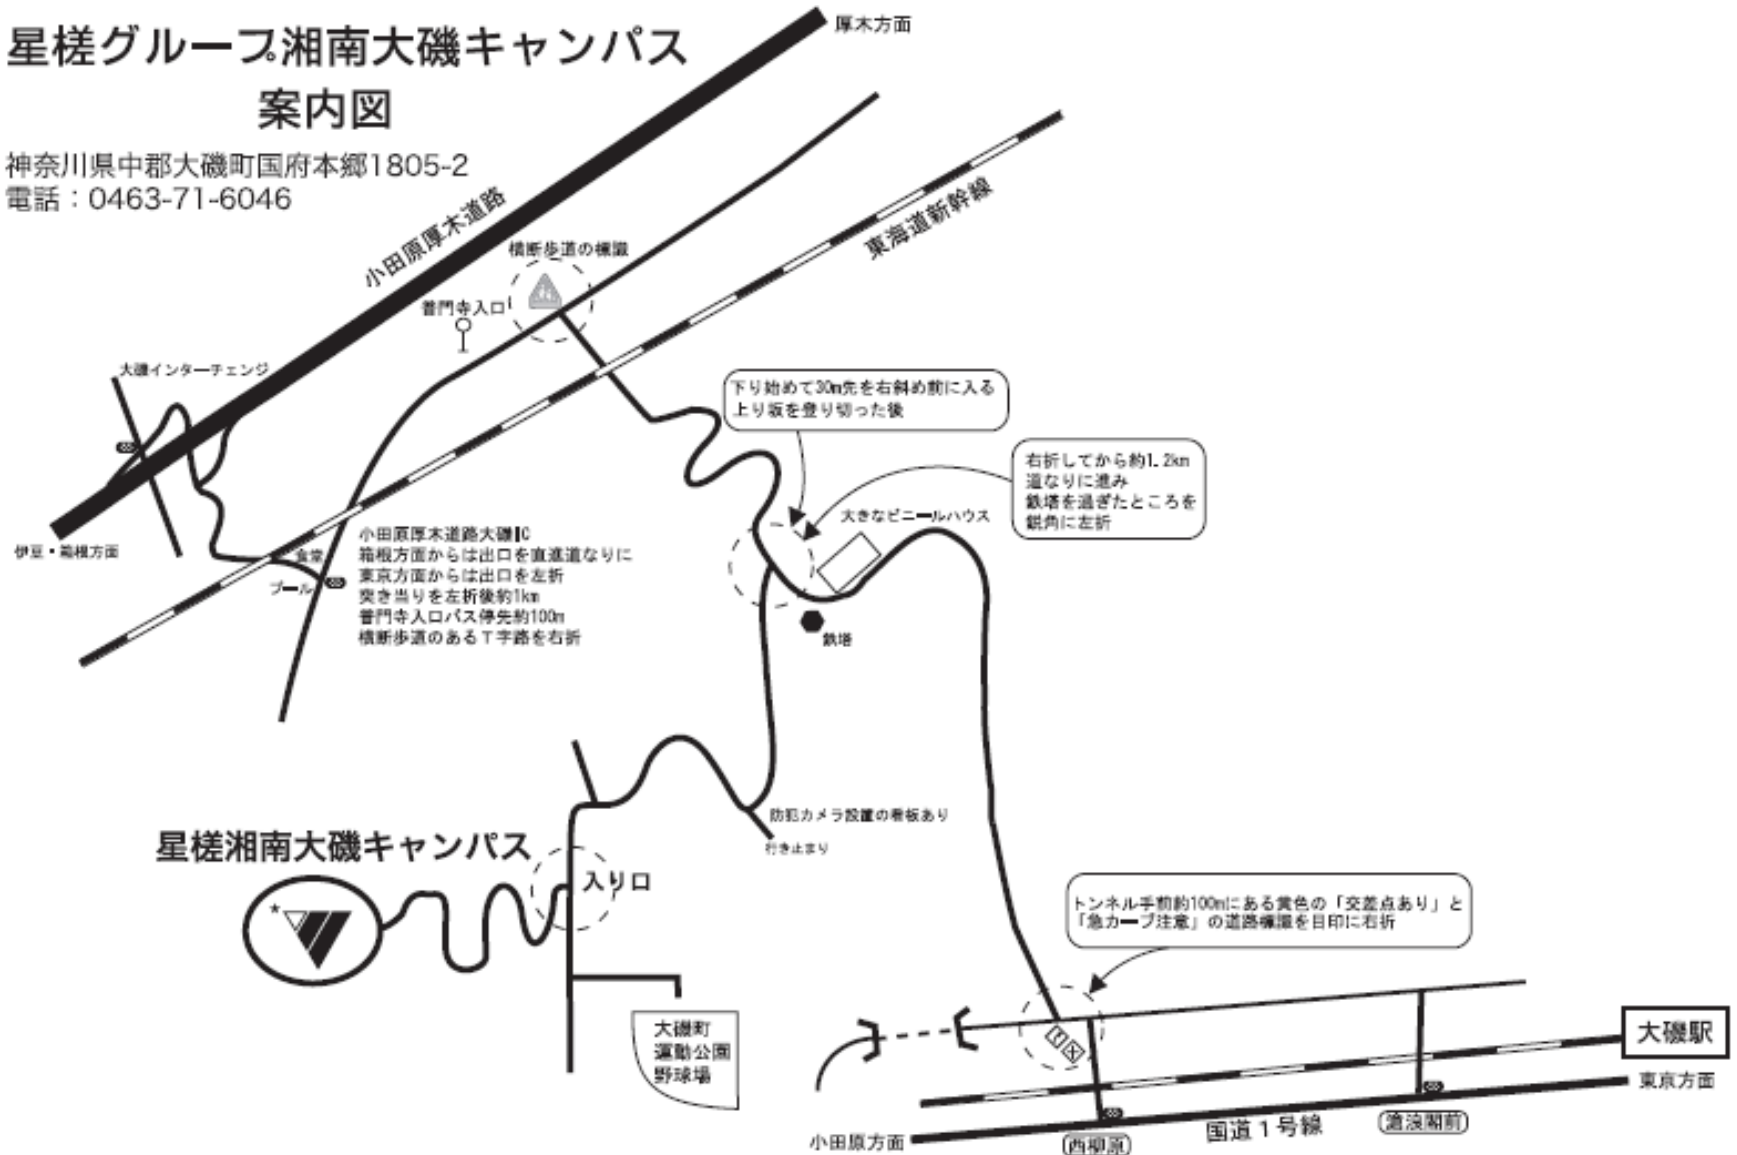 星槎グループ湘南大磯キャンパス
案内図
神奈川県中郡大磯町国府本郷1805-2
電話：0463-71-6046
厚木方面
小田原厚木道路
東海道新幹線
横断歩道の標識
普門寺入口
大磯インターチェンジ
伊豆・箱根方面
食堂
プール
小田原厚木道路大磯IC
箱根方面からは出口を直進道なりに
東京方面からは出口を左折
突き当りを左折後約1km
普門寺入口バス停先約100m
横断歩道のあるT字路を右折
下り始めて30m先を右斜め前に入る
上り坂を登り切った後
右折してから約1.2km
道なりに進み
鉄塔を過ぎたところを
鋭角に左折
大きなビニールハウス
鉄塔
防犯カメラ設置の看板あり
行き止まり
星槎湘南大磯キャンパス
入り口
トンネル手前約100mにある黄色の「交差点あり」と
「急カーブ注意」の道路標識を目印に右折
大磯町
運動公園
野球場
大磯駅
東京方面
小田原方面
西柳原
国道1号線
滄浪閣前